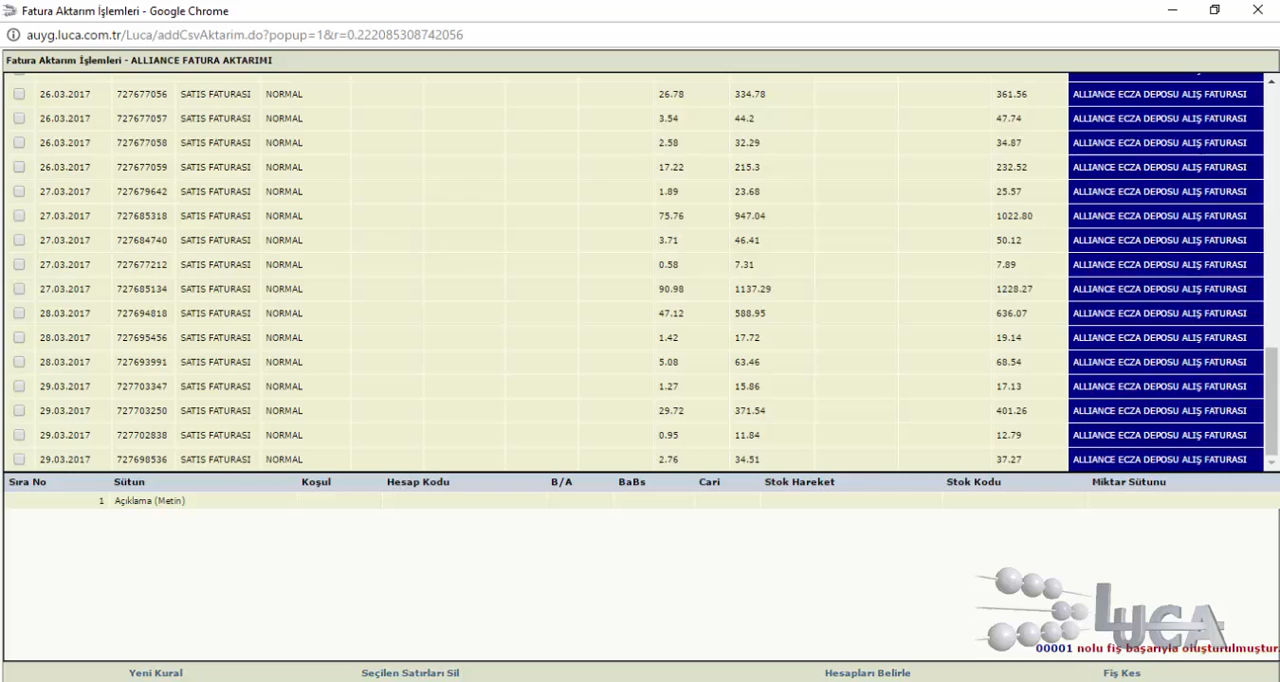 Fatura Aktarım İşlemleri - Google Chrome
auyg.luca.com.tr/Luca/addCsvAktarim.do?popup=1&r=0.222085308742056
Fatura Aktarım İşlemleri - ALLIANCE FATURA AKTARIMI
26.03.2017 727677056 SATIS FATURASI NORMAL 26.78 334.78 361.56 ALLIANCE ECZA DEPOSU ALIŞ FATURASI
26.03.2017 727677057 SATIS FATURASI NORMAL 3.54 44.2 47.74 ALLIANCE ECZA DEPOSU ALIŞ FATURASI
26.03.2017 727677058 SATIS FATURASI NORMAL 2.58 32.29 34.87 ALLIANCE ECZA DEPOSU ALIŞ FATURASI
26.03.2017 727677059 SATIS FATURASI NORMAL 17.22 215.3 232.52 ALLIANCE ECZA DEPOSU ALIŞ FATURASI
27.03.2017 727679642 SATIS FATURASI NORMAL 1.89 23.68 25.57 ALLIANCE ECZA DEPOSU ALIŞ FATURASI
27.03.2017 727685318 SATIS FATURASI NORMAL 75.76 947.04 1022.80 ALLIANCE ECZA DEPOSU ALIŞ FATURASI
27.03.2017 727684740 SATIS FATURASI NORMAL 3.71 46.41 50.12 ALLIANCE ECZA DEPOSU ALIŞ FATURASI
27.03.2017 727677212 SATIS FATURASI NORMAL 0.58 7.31 7.89 ALLIANCE ECZA DEPOSU ALIŞ FATURASI
27.03.2017 727685134 SATIS FATURASI NORMAL 90.98 1137.29 1228.27 ALLIANCE ECZA DEPOSU ALIŞ FATURASI
28.03.2017 727694818 SATIS FATURASI NORMAL 47.12 588.95 636.07 ALLIANCE ECZA DEPOSU ALIŞ FATURASI
28.03.2017 727695456 SATIS FATURASI NORMAL 1.42 17.72 19.14 ALLIANCE ECZA DEPOSU ALIŞ FATURASI
28.03.2017 727693991 SATIS FATURASI NORMAL 5.08 63.46 68.54 ALLIANCE ECZA DEPOSU ALIŞ FATURASI
29.03.2017 727703347 SATIS FATURASI NORMAL 1.27 15.86 17.13 ALLIANCE ECZA DEPOSU ALIŞ FATURASI
29.03.2017 727703250 SATIS FATURASI NORMAL 29.72 371.54 401.26 ALLIANCE ECZA DEPOSU ALIŞ FATURASI
29.03.2017 727702838 SATIS FATURASI NORMAL 0.95 11.84 12.79 ALLIANCE ECZA DEPOSU ALIŞ FATURASI
29.03.2017 727698536 SATIS FATURASI NORMAL 2.76 34.51 37.27 ALLIANCE ECZA DEPOSU ALIŞ FATURASI
Sıra No Sütun Koşul Hesap Kodu B/A BaBs Cari Stok Hareket Stok Kodu Miktar Sütunu
1 Açıklama (Metin)
LUCA
00001 nolu fiş başarıyla oluşturulmuştur.
Yeni Kural Seçilen Satırları Sil Hesapları Belirle Fiş Kes